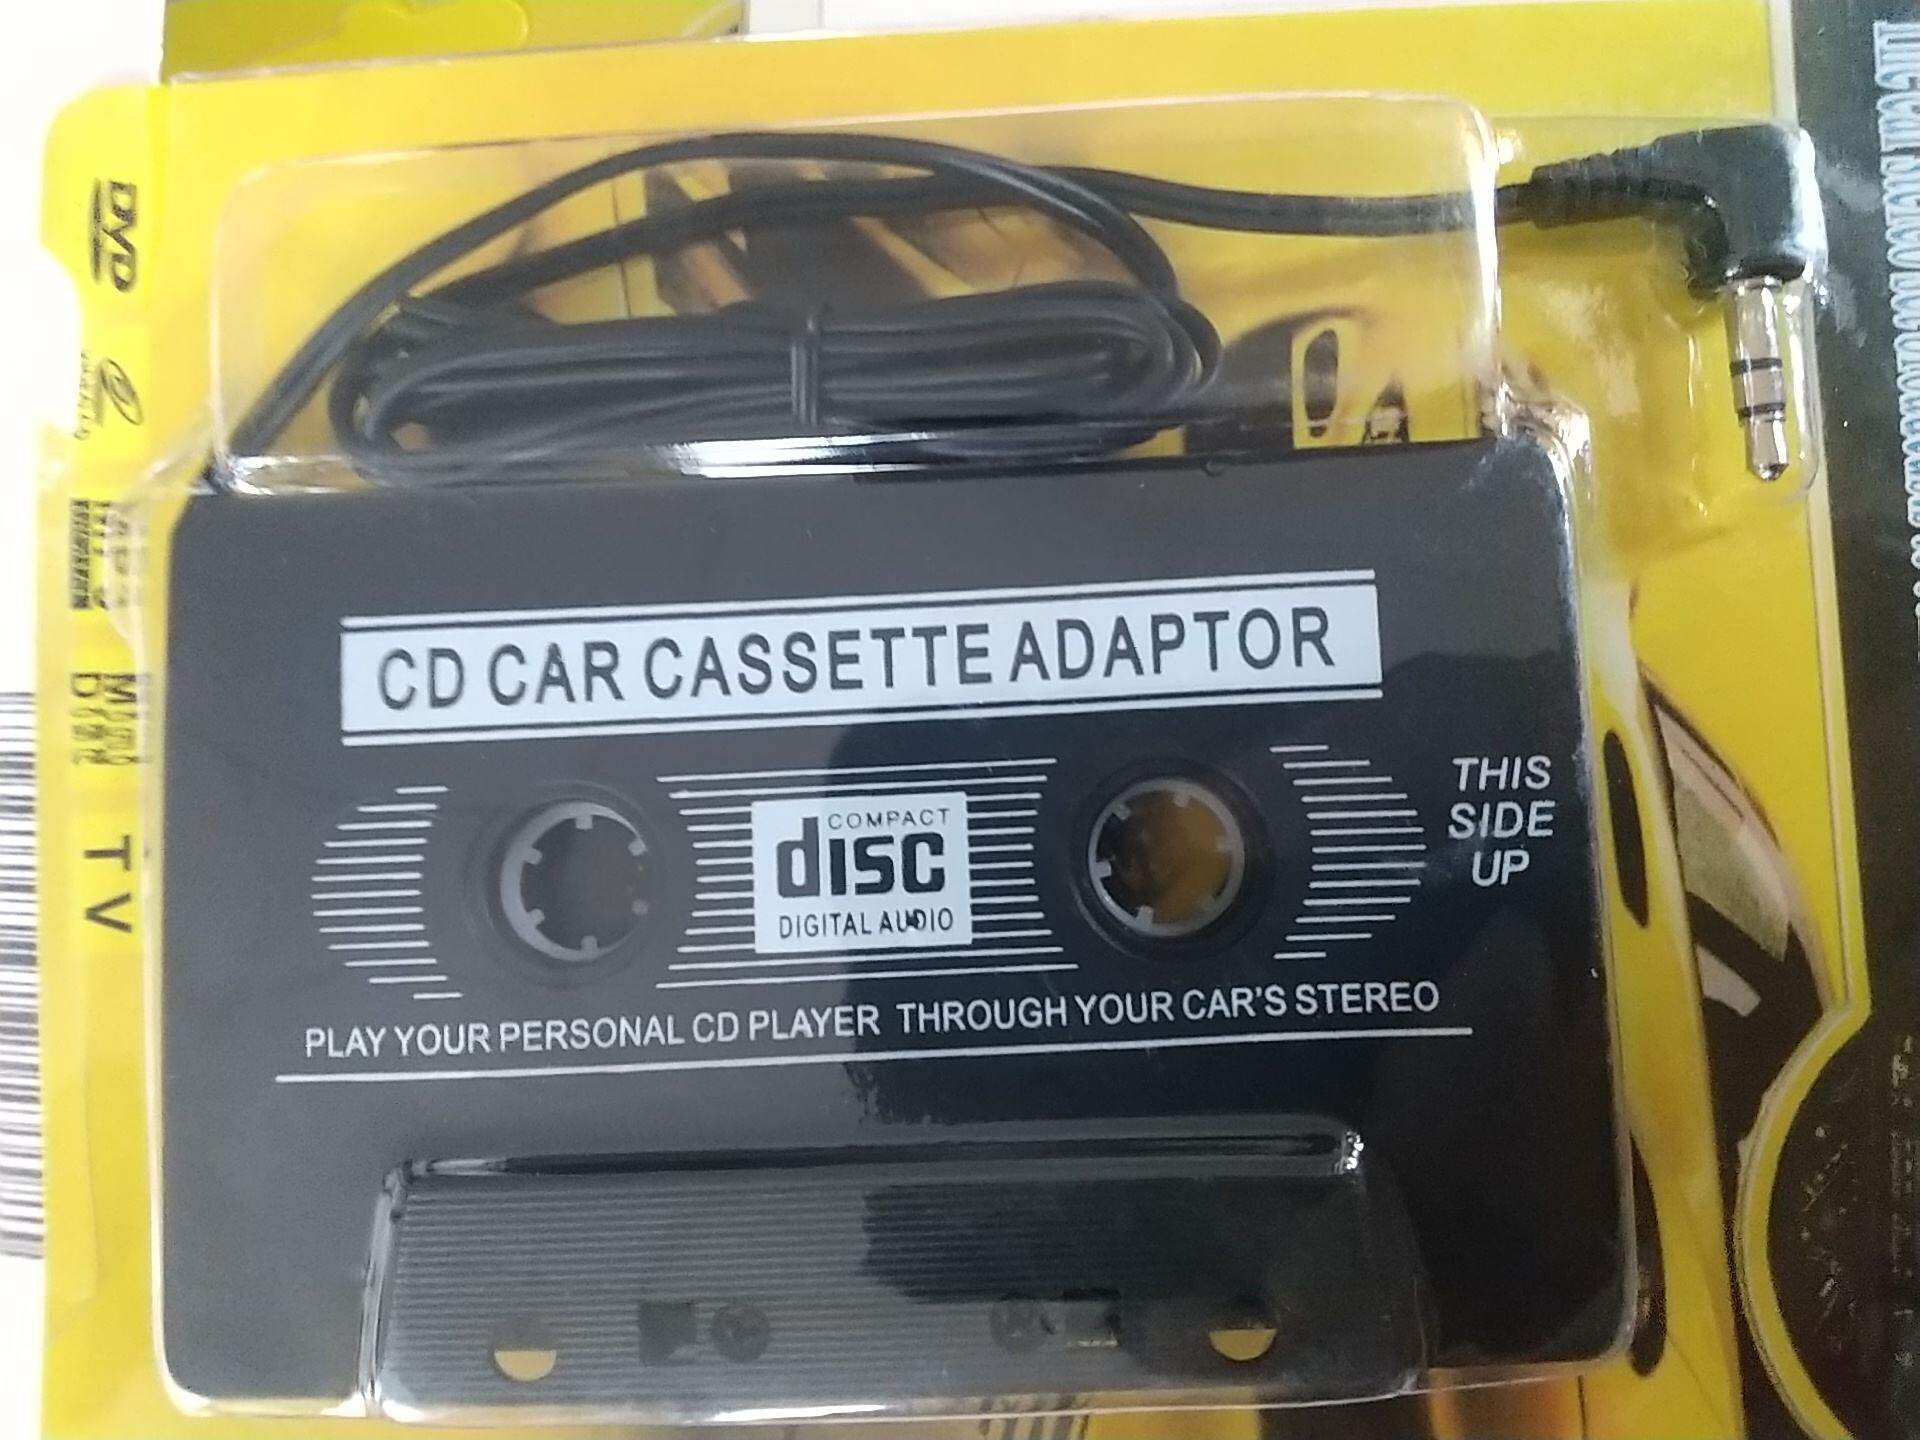 CD CAR CASSETTE ADAPTOR
COMPACT
disc
DIGITAL AUDIO
THIS
SIDE
UP
PLAY YOUR PERSONAL CD PLAYER THROUGH YOUR CAR'S STEREO
DVD
TV